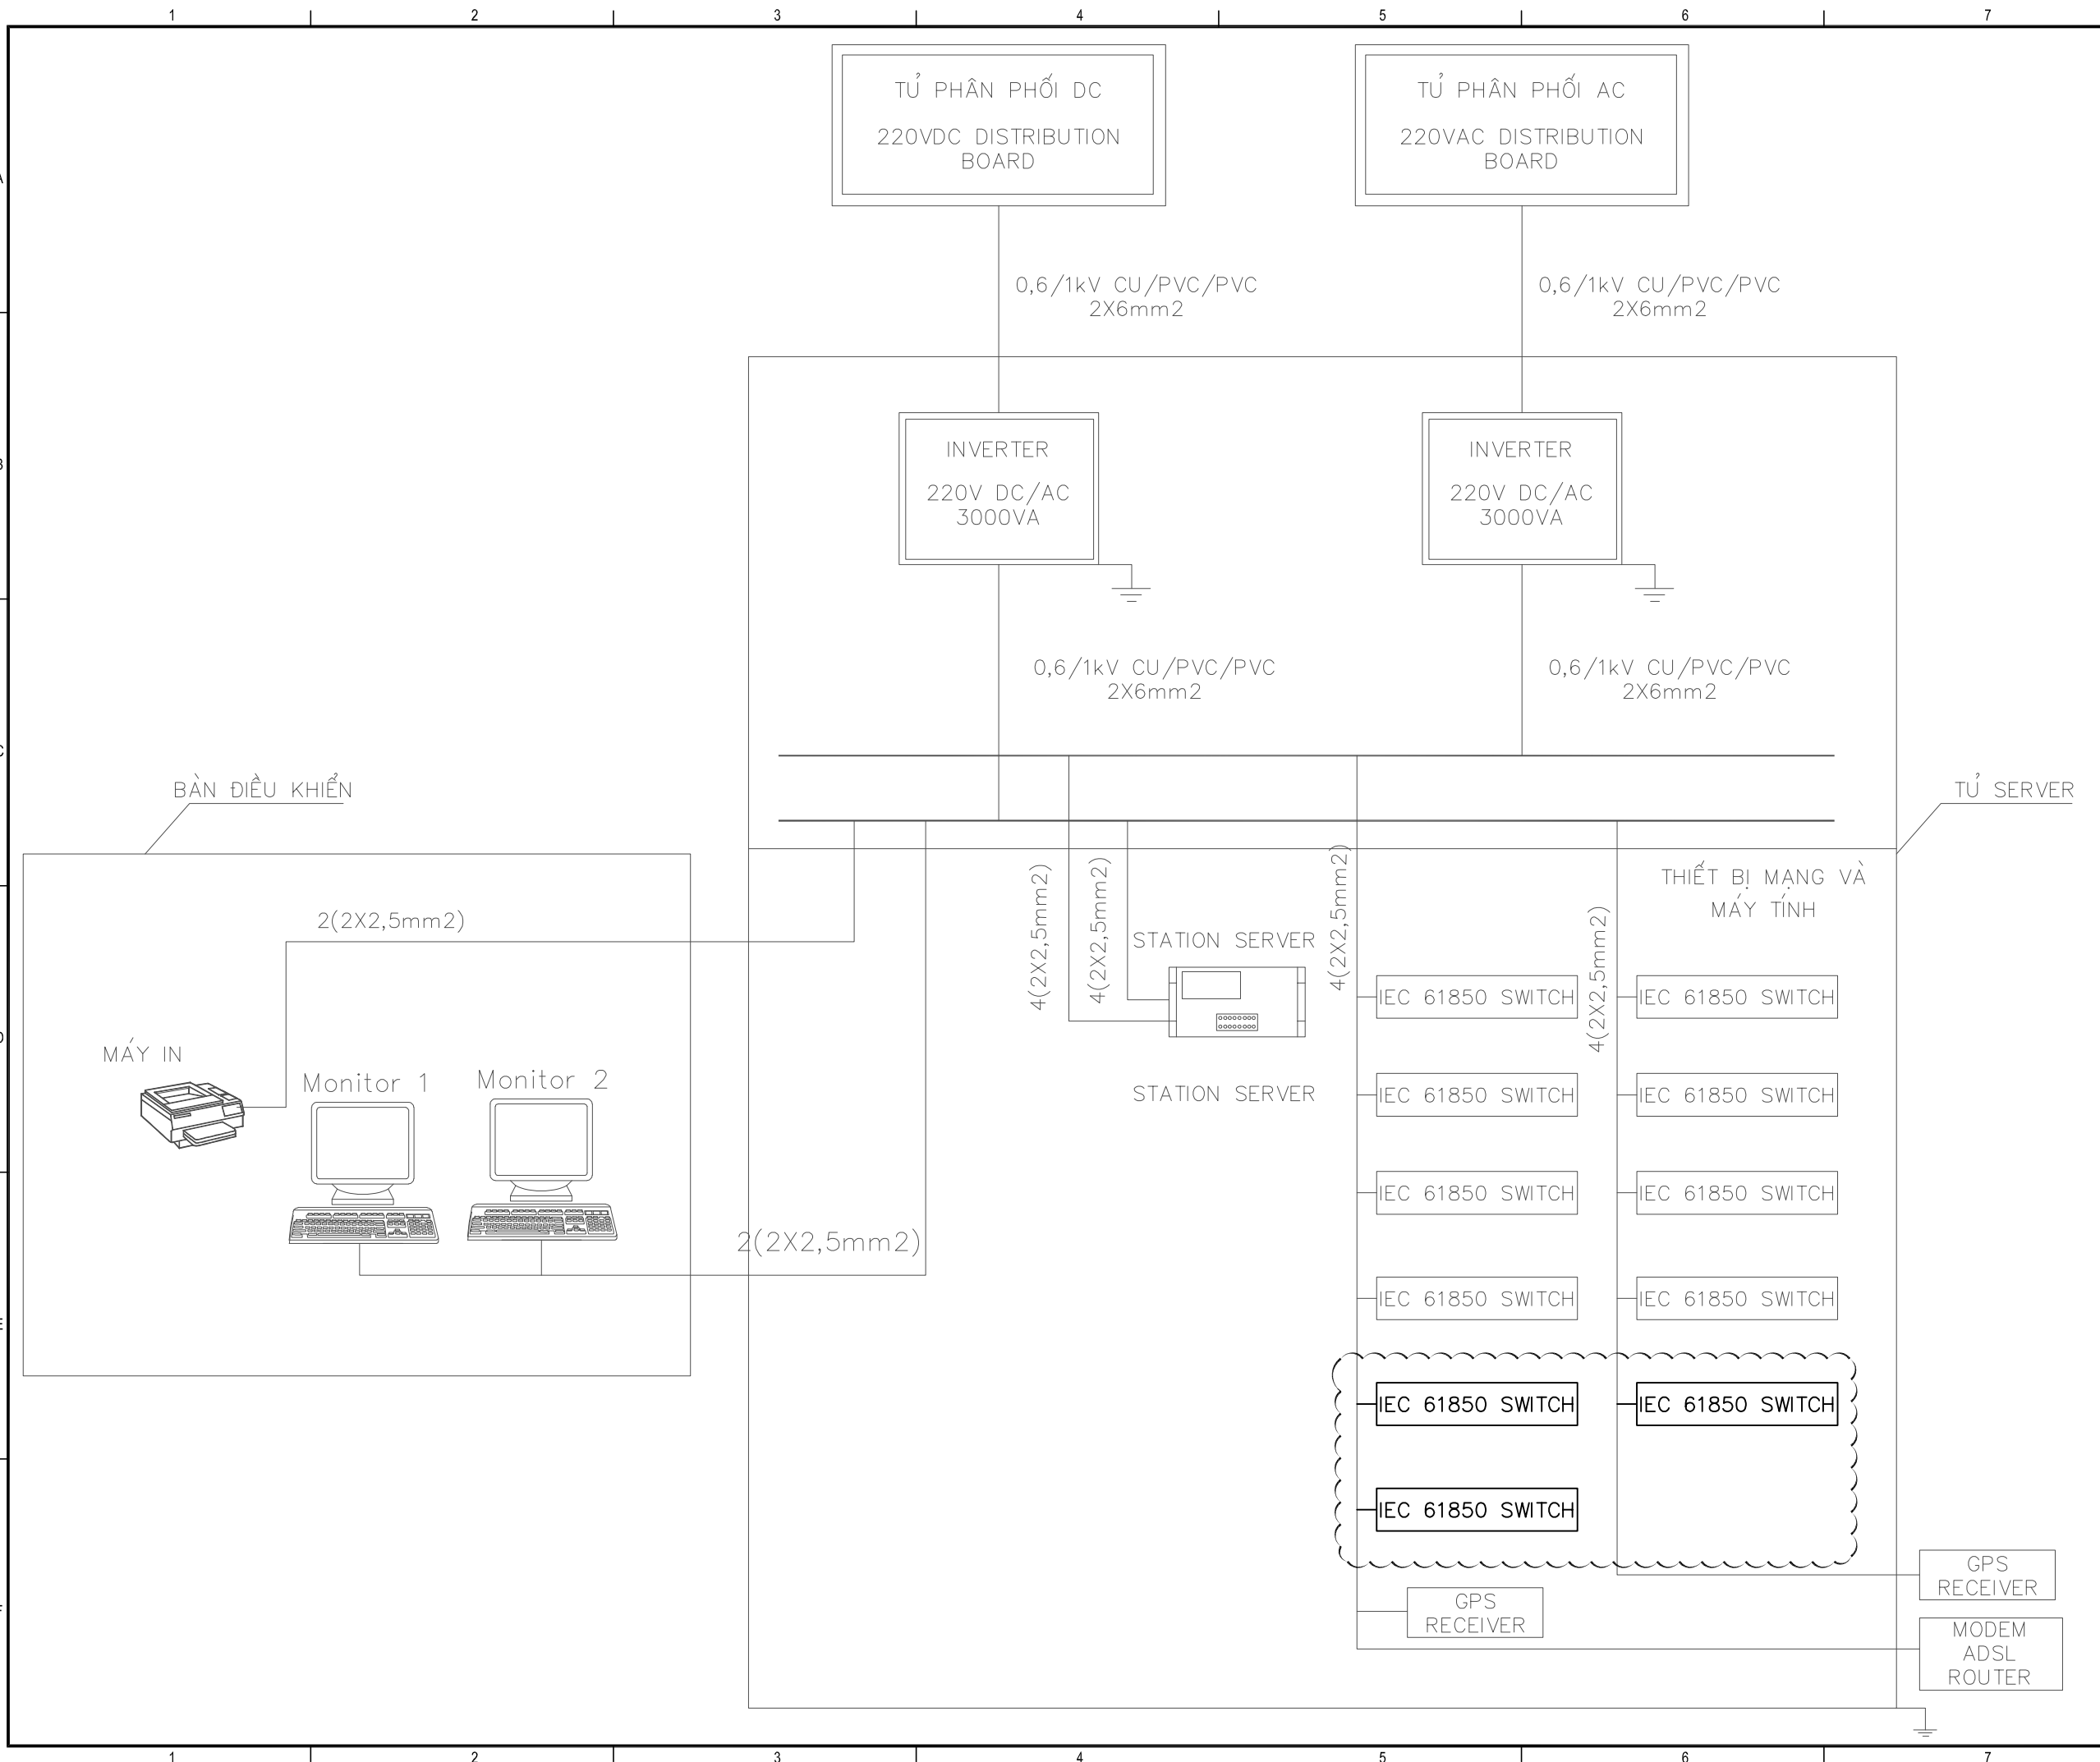 1 2 3 4 5 6 7
TỦ PHÂN PHỐI DC
220VDC DISTRIBUTION
BOARD
TỦ PHÂN PHỐI AC
220VAC DISTRIBUTION
BOARD
0,6/1kV CU/PVC/PVC
2X6mm2
0,6/1kV CU/PVC/PVC
2X6mm2
INVERTER
220V DC/AC
3000VA
INVERTER
220V DC/AC
3000VA
0,6/1kV CU/PVC/PVC
2X6mm2
0,6/1kV CU/PVC/PVC
2X6mm2
BÀN ĐIỀU KHIỂN
TỦ SERVER
THIẾT BỊ MẠNG VÀ
MÁY TÍNH
2(2X2,5mm2)
4(2X2,5mm2)
4(2X2,5mm2)
4(2X2,5mm2)
4(2X2,5mm2)
STATION SERVER
IEC 61850 SWITCH
IEC 61850 SWITCH
MÁY IN
Monitor 1
Monitor 2
STATION SERVER
IEC 61850 SWITCH
IEC 61850 SWITCH
IEC 61850 SWITCH
IEC 61850 SWITCH
2(2X2,5mm2)
IEC 61850 SWITCH
IEC 61850 SWITCH
IEC 61850 SWITCH
IEC 61850 SWITCH
IEC 61850 SWITCH
GPS
RECEIVER
GPS
RECEIVER
MODEM
ADSL
ROUTER
1 2 3 4 5 6 7